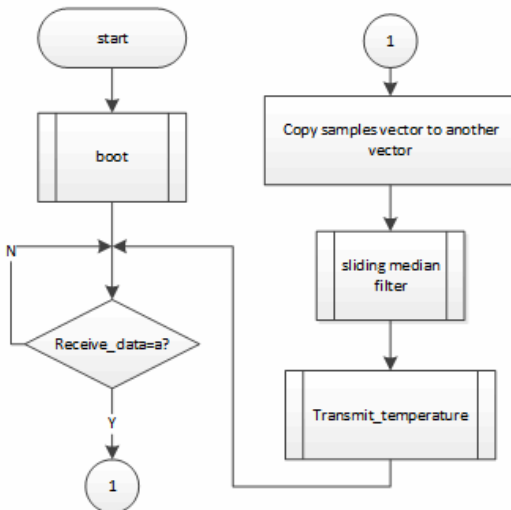 start
boot
N
Receive_data=a?
Y
1
1
Copy samples vector to another
vector
sliding median
filter
Transmit_temperature